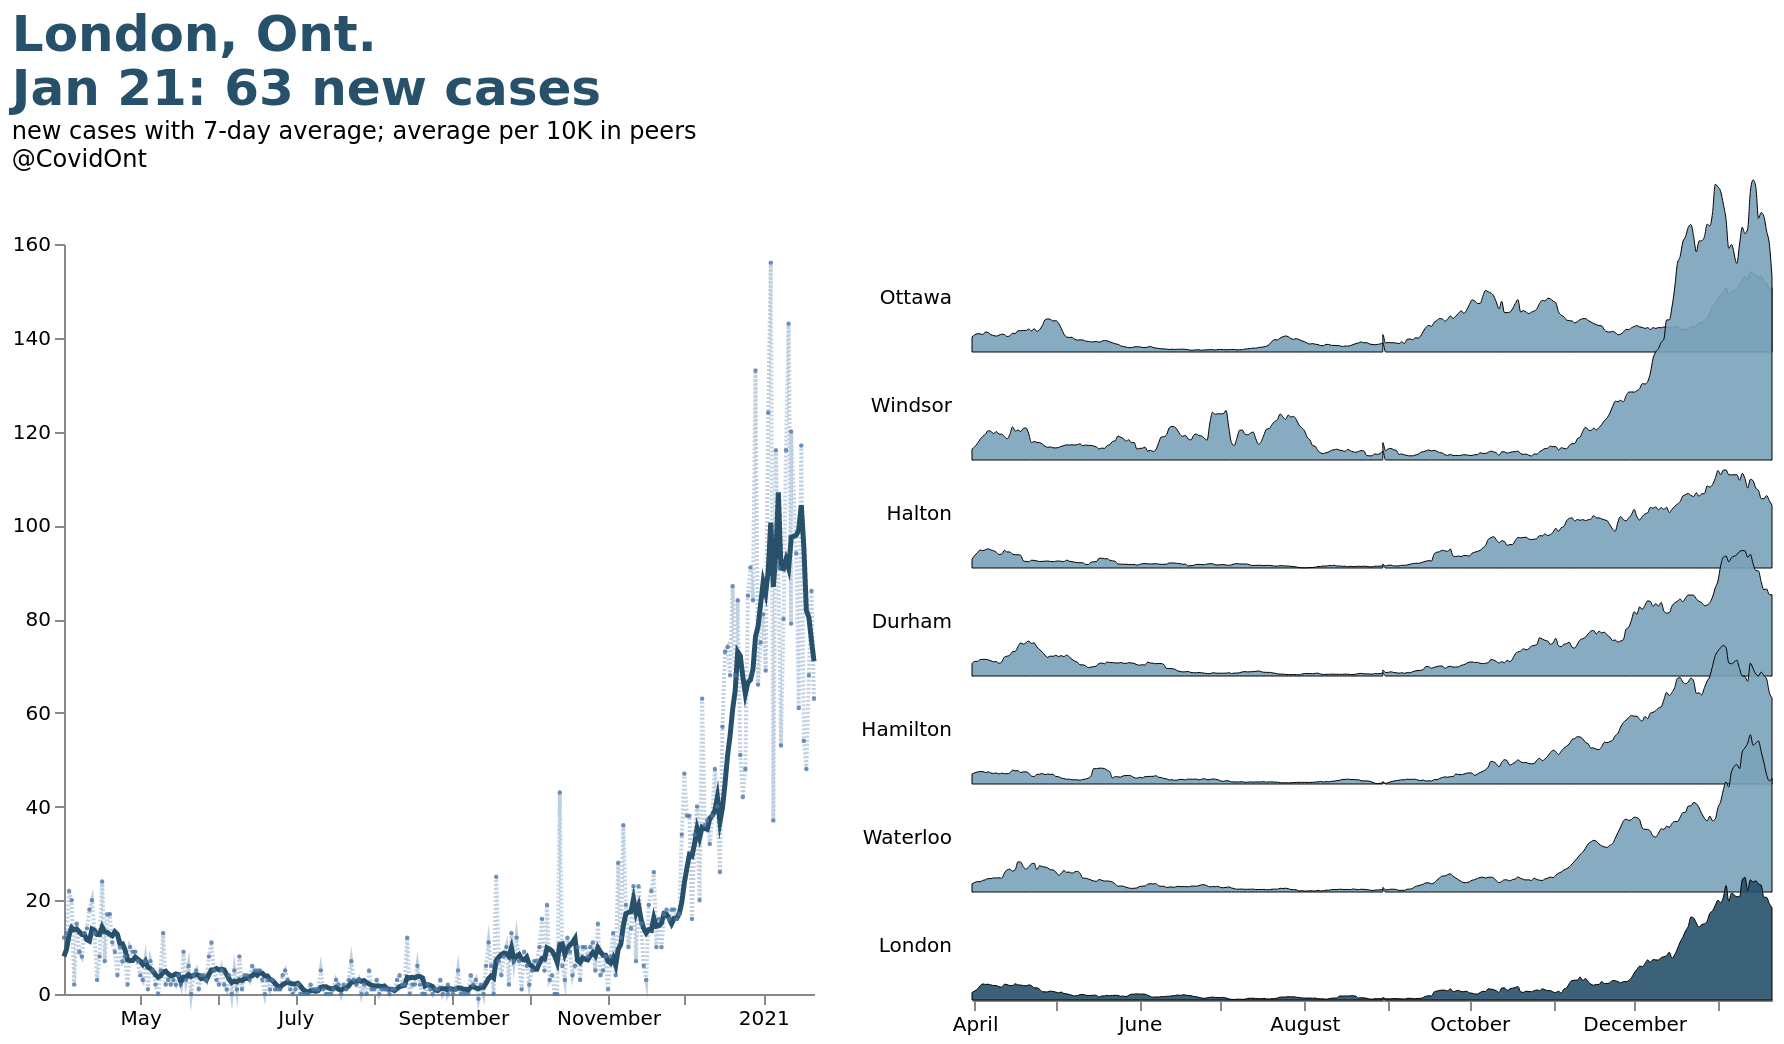 London, Ont.
Jan 21: 63 new cases
new cases with 7-day average; average per 10K in peers
@CovidOnt
160
140
120
100
80
60
40
20
0
May July September November 2021
Ottawa
Windsor
Halton
Durham
Hamilton
Waterloo
London
April June August October December